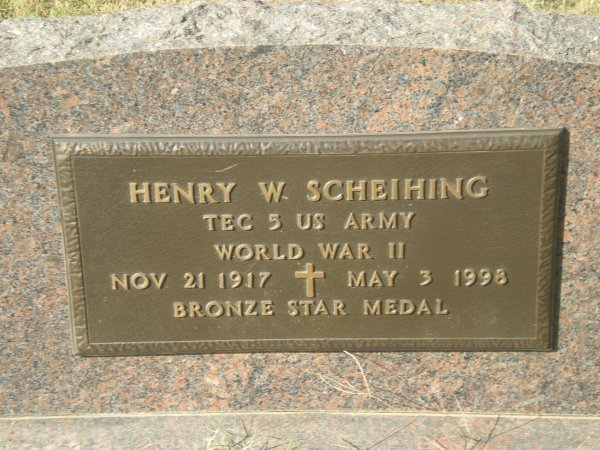 HENRY W SCHEIHING
TEC 5 US ARMY
WORLD WAR II
NOV 21 1917 MAY 3 1998
BRONZE STAR MEDAL